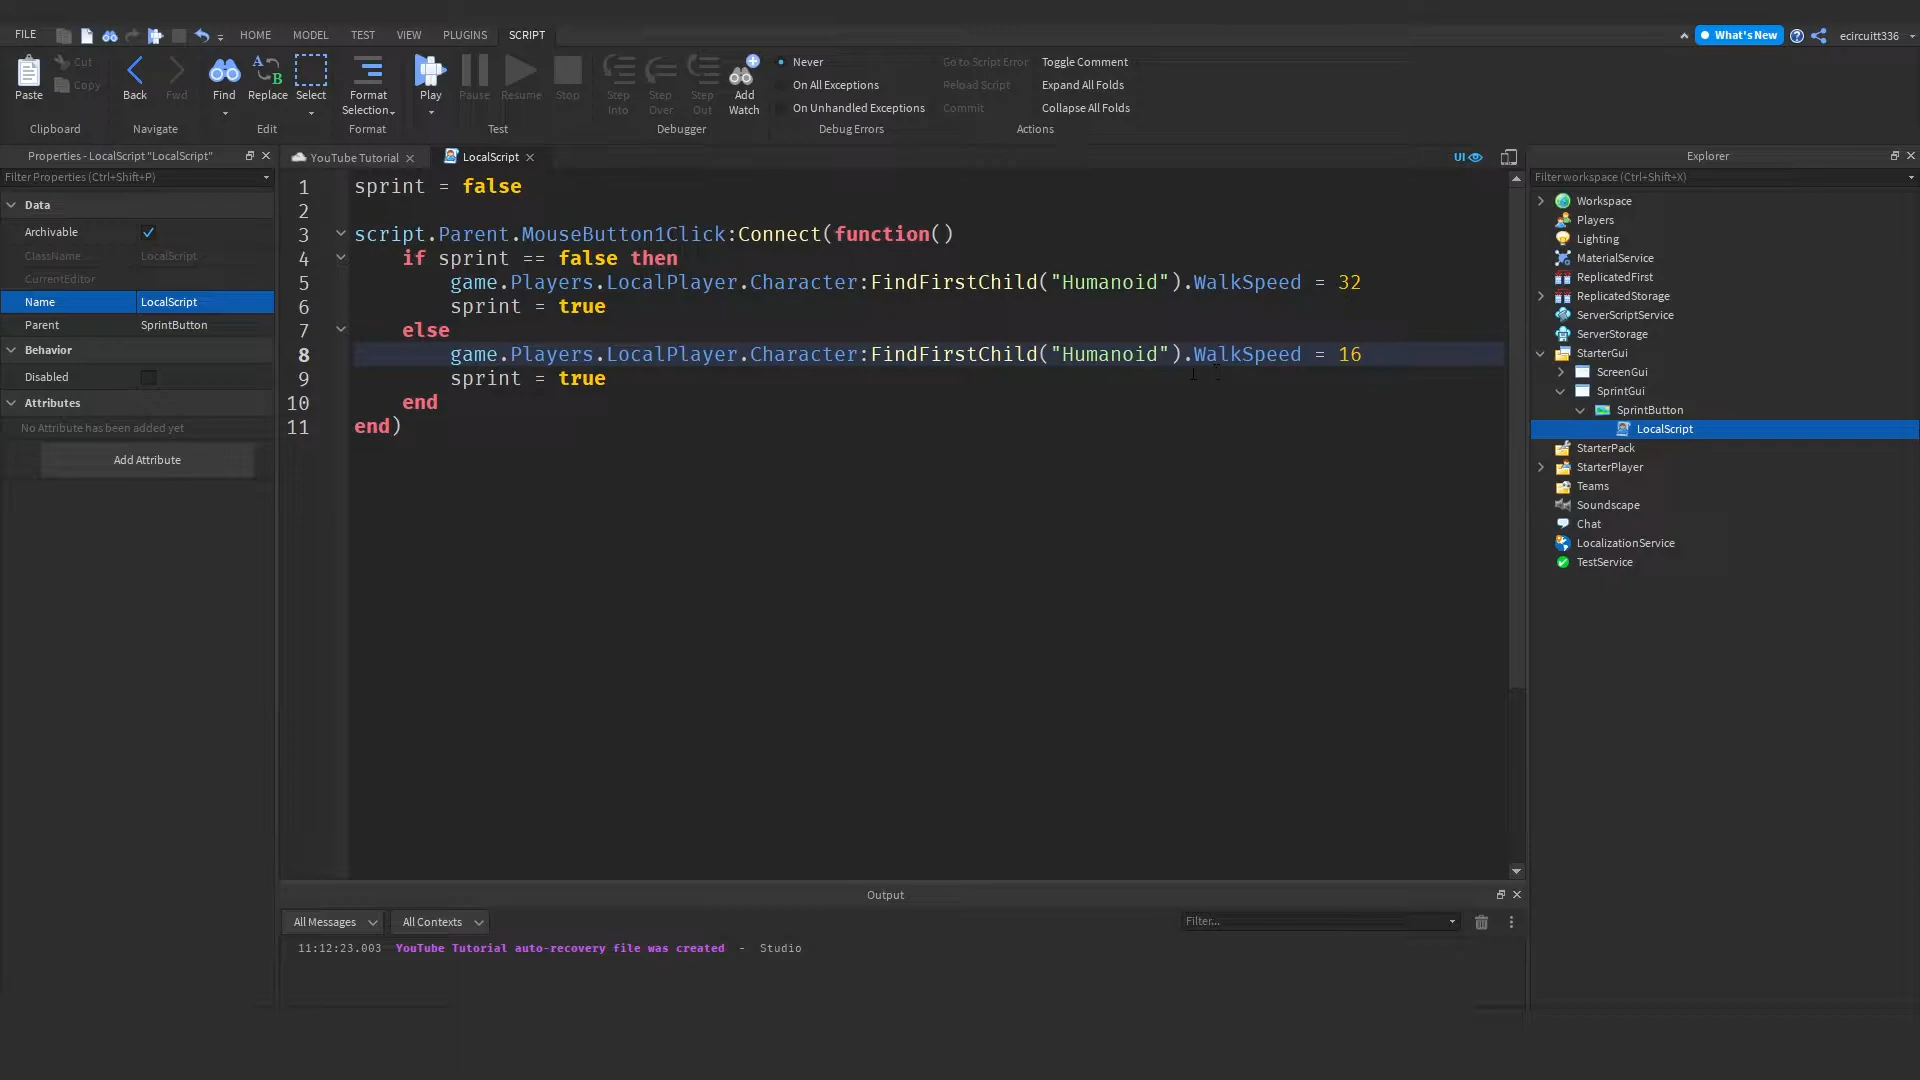 FILE HOME MODEL TEST VIEW PLUGINS SCRIPT What's New ecircuitt336
Cut
Copy
Paste
Clipboard
Back Fwd
Navigate
Find Replace Select
Edit
Format
Selection
Format
Play Pause Resume Stop
Test
Step
Into
Step
Over
Step
Out
Add
Watch
Debugger
Never
On All Exceptions
On Unhandled Exceptions
Debug Errors
Go to Script Error
Reload Script
Commit
Toggle Comment
Expand All Folds
Collapse All Folds
Actions
Properties - LocalScript "LocalScript"
Filter Properties (Ctrl+Shift+P)
Data
Archivable
ClassName LocalScript
CurrentEditor
Name LocalScript
Parent SprintButton
Behavior
Disabled
Attributes
No Attribute has been added yet
Add Attribute
YouTube Tutorial LocalScript UI
1 sprint = false
2
3 script.Parent.MouseButton1Click:Connect(function()
4 if sprint == false then
5 game.Players.LocalPlayer.Character:FindFirstChild("Humanoid").WalkSpeed = 32
6 sprint = true
7 else
8 game.Players.LocalPlayer.Character:FindFirstChild("Humanoid").WalkSpeed = 16
9 sprint = true
10 end
11 end)
Output
All Messages All Contexts Filter...
11:12:23.003 YouTube Tutorial auto-recovery file was created - Studio
Explorer
Filter workspace (Ctrl+Shift+X)
Workspace
Players
Lighting
MaterialService
ReplicatedFirst
ReplicatedStorage
ServerScriptService
ServerStorage
StarterGui
ScreenGui
SprintGui
SprintButton
LocalScript
StarterPack
StarterPlayer
Teams
Soundscape
Chat
LocalizationService
TestService